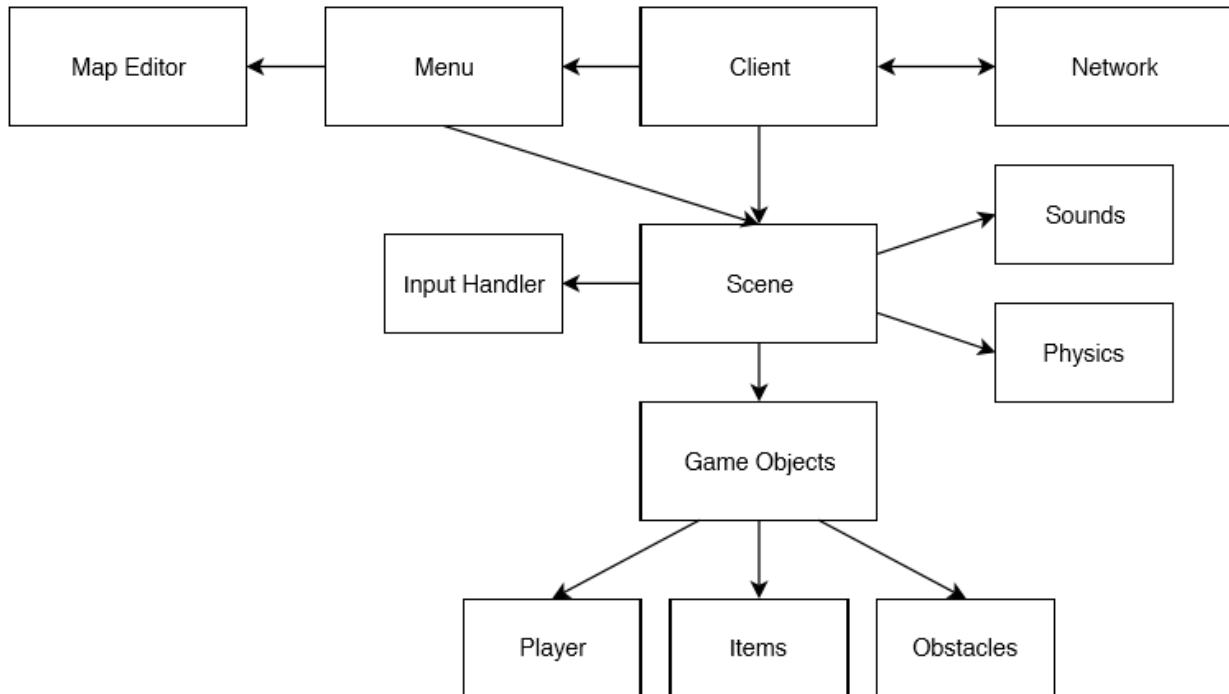 Map Editor
Menu
Client
Network
Sounds
Input Handler
Scene
Physics
Game Objects
Player
Items
Obstacles